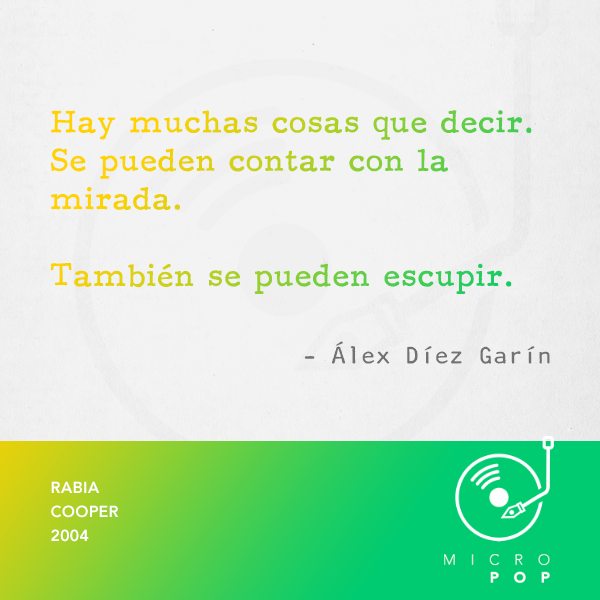 Hay muchas cosas que decir.
Se pueden contar con la
mirada.
También se pueden escupir.
– Álex Díez Garín
RABIA
COOPER
2004
MICRO
POP